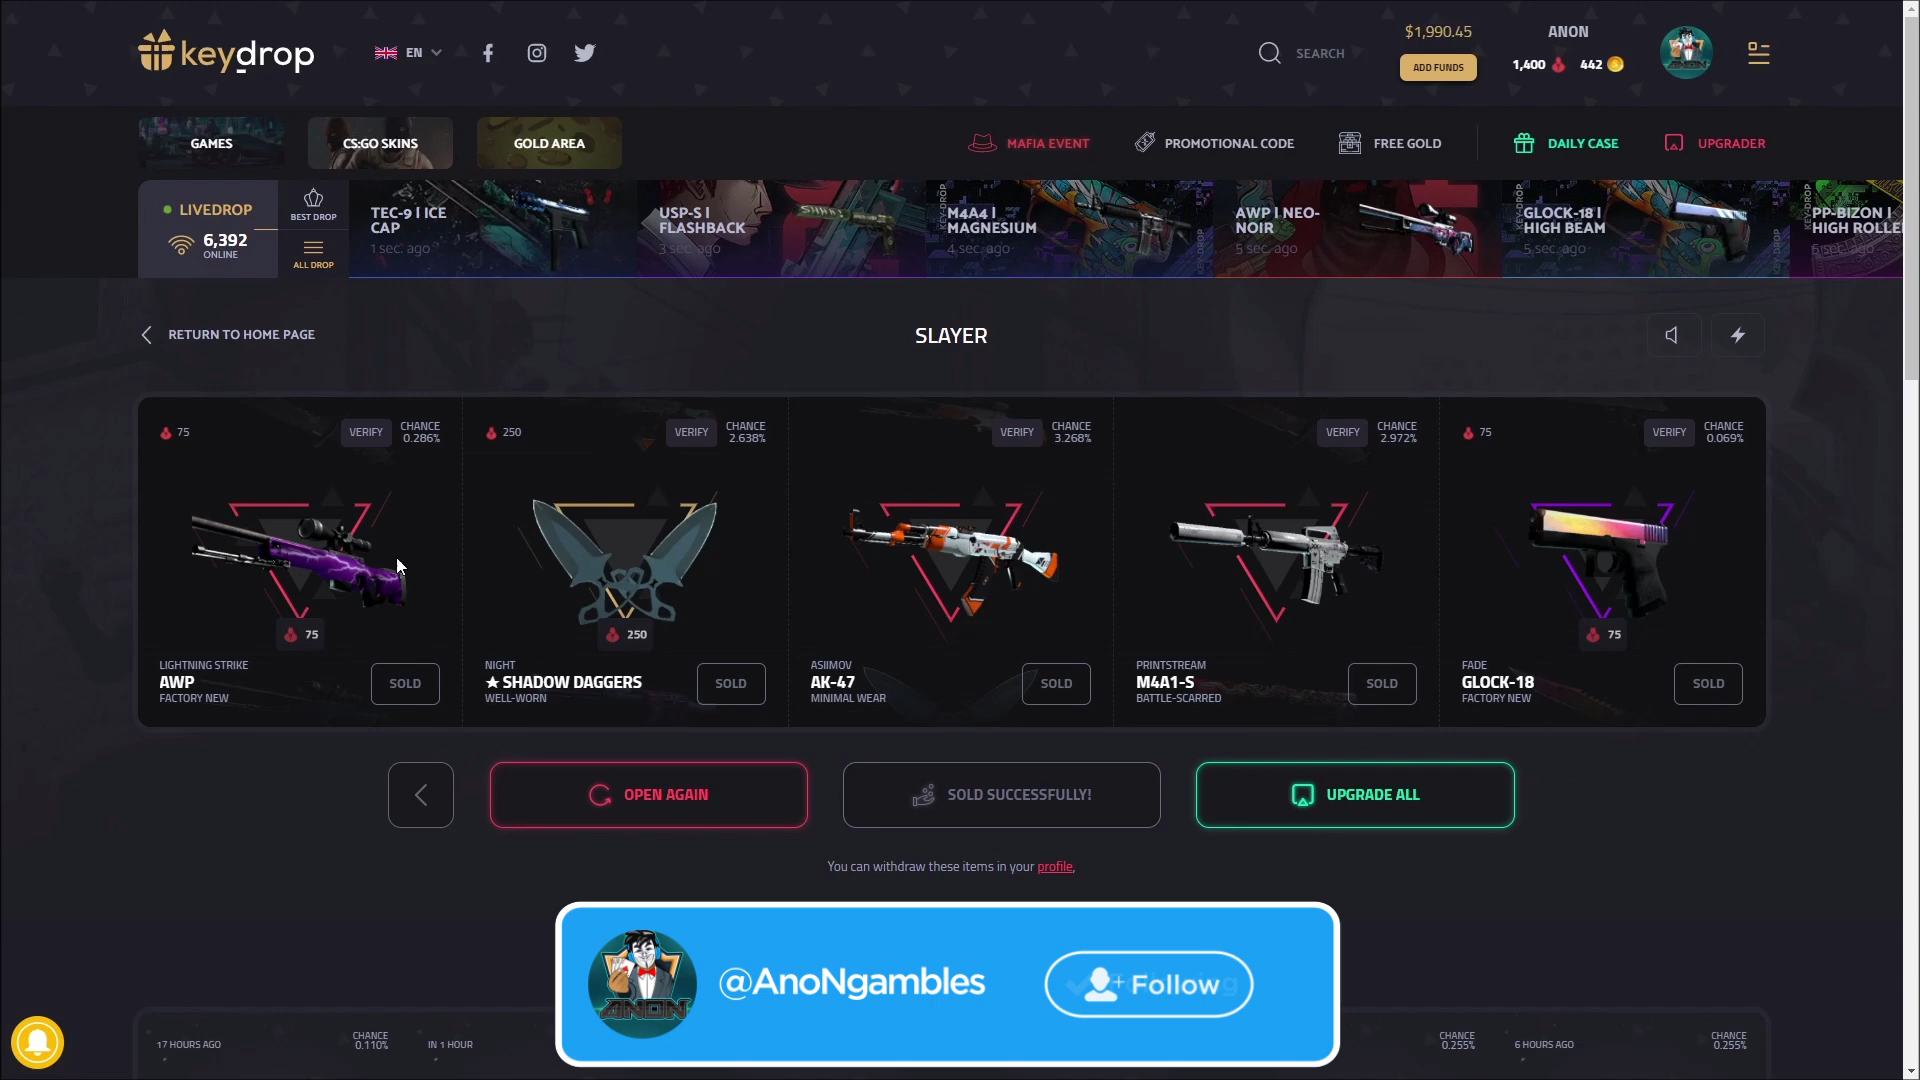 keydrop
EN
SEARCH
$1,990.45
ADD FUNDS
ANON
1,400
442
GAMES
CS:GO SKINS
GOLD AREA
MAFIA EVENT
PROMOTIONAL CODE
FREE GOLD
DAILY CASE
UPGRADER
LIVEDROP
6,392
ONLINE
BEST DROP
ALL DROP
TEC-9 | ICE
CAP
1 sec. ago
USP-S |
FLASHBACK
3 sec. ago
M4A4 |
MAGNESIUM
4 sec. ago
AWP | NEO-
NOIR
5 sec. ago
GLOCK-18 |
HIGH BEAM
5 sec. ago
PP-BIZON |
HIGH ROLLE
5 sec. ago
RETURN TO HOME PAGE
SLAYER
75
VERIFY
CHANCE
0.286%
75
LIGHTNING STRIKE
AWP
FACTORY NEW
SOLD
250
VERIFY
CHANCE
2.638%
250
NIGHT
★ SHADOW DAGGERS
WELL-WORN
SOLD
VERIFY
CHANCE
3.268%
ASIIMOV
AK-47
MINIMAL WEAR
SOLD
VERIFY
CHANCE
2.972%
PRINTSTREAM
M4A1-S
BATTLE-SCARRED
SOLD
75
VERIFY
CHANCE
0.069%
75
FADE
GLOCK-18
FACTORY NEW
SOLD
OPEN AGAIN
SOLD SUCCESSFULLY!
UPGRADE ALL
You can withdraw these items in your profile,
ANON
@AnoNgambles
Follow
17 HOURS AGO
CHANCE
0.110%
IN 1 HOUR
CHANCE
0.255%
6 HOURS AGO
CHANCE
0.255%